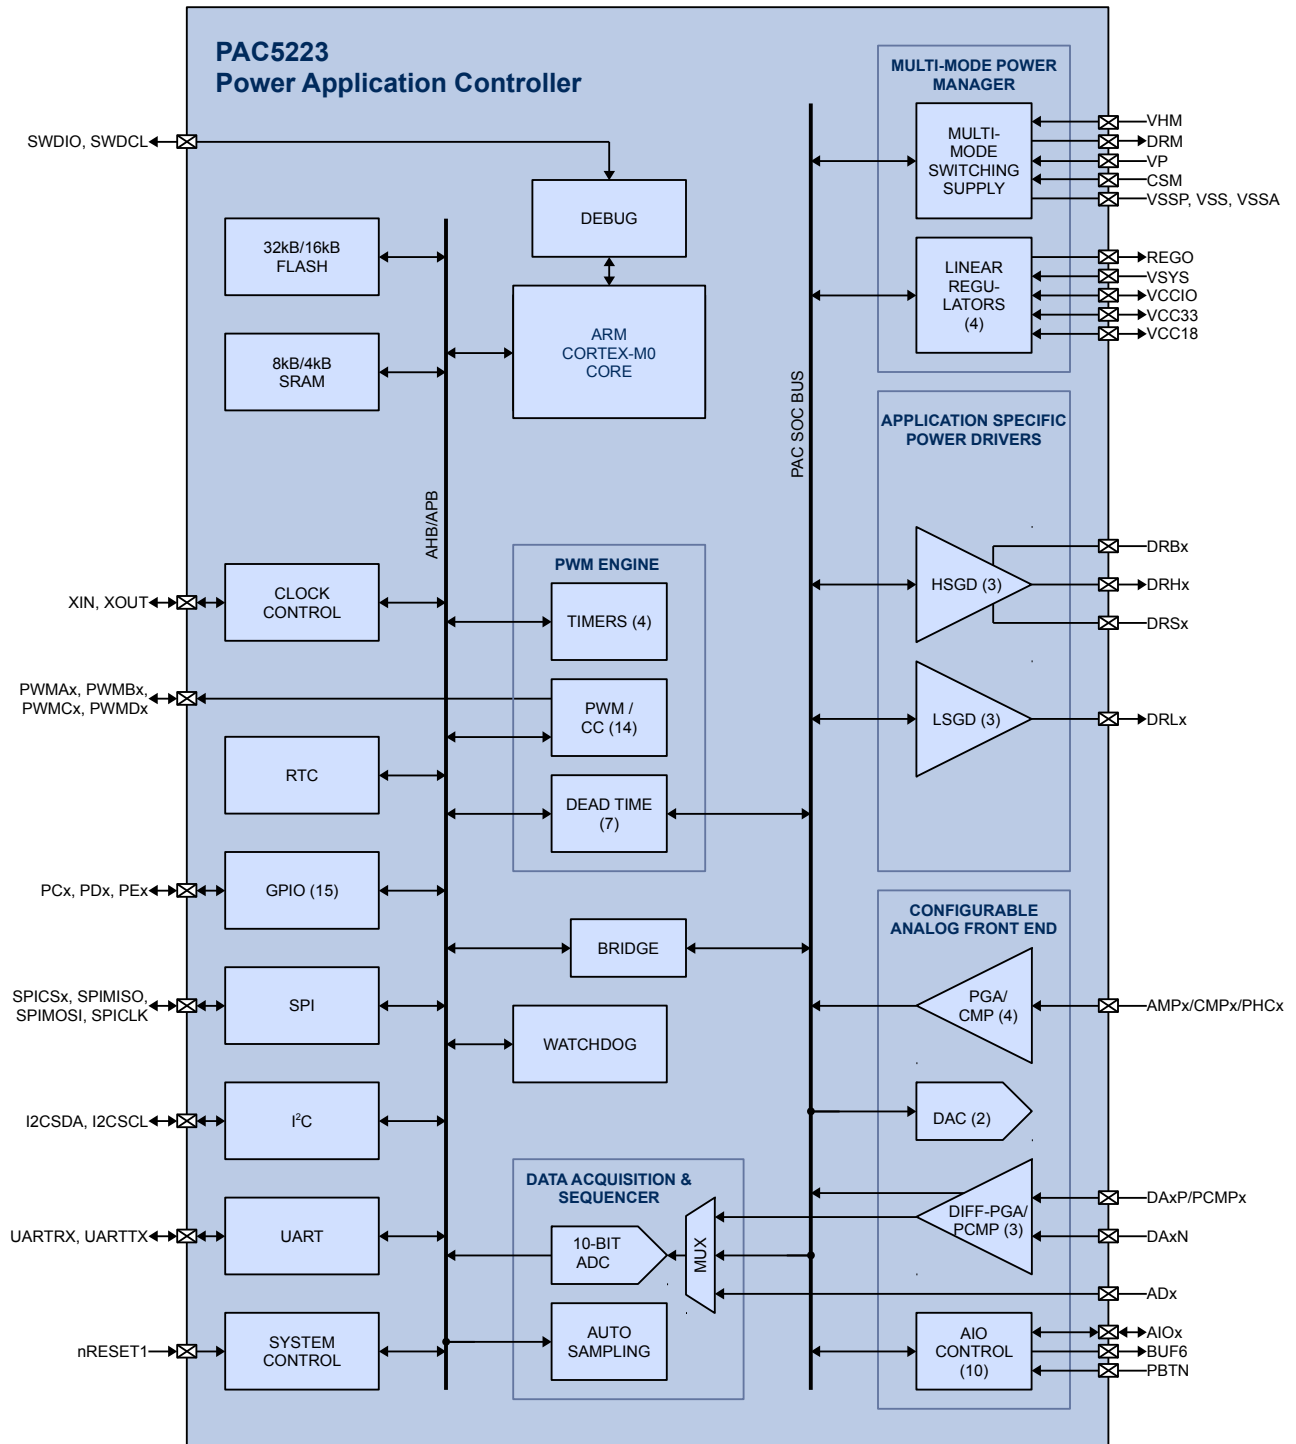 PAC5223
Power Application Controller
SWDIO, SWDCL
DEBUG
32kB/16kB
FLASH
ARM
CORTEX-M0
CORE
8kB/4kB
SRAM
AHB/APB
PAC SOC BUS
XIN, XOUT
CLOCK
CONTROL
PWM ENGINE
TIMERS (4)
PWMAx, PWMBx,
PWMCx, PWMDx
PWM /
CC (14)
RTC
DEAD TIME
(7)
PCx, PDx, PEx
GPIO (15)
BRIDGE
SPICSx, SPIMISO,
SPIMOSI, SPICLK
SPI
WATCHDOG
I2CSDA, I2CSCL
I²C
DATA ACQUISITION &
SEQUENCER
UARTRX, UARTTX
UART
10-BIT
ADC
MUX
nRESET1
SYSTEM
CONTROL
AUTO
SAMPLING
MULTI-MODE POWER
MANAGER
MULTI-
MODE
SWITCHING
SUPPLY
VHM
DRM
VP
CSM
VSSP, VSS, VSSA
LINEAR
REGU-
LATORS
(4)
REGO
VSYS
VCCIO
VCC33
VCC18
APPLICATION SPECIFIC
POWER DRIVERS
HSGD (3)
DRBx
DRHx
DRSx
LSGD (3)
DRLx
CONFIGURABLE
ANALOG FRONT END
PGA/
CMP (4)
AMPx/CMPx/PHCx
DAC (2)
DIFF-PGA/
PCMP (3)
DAxP/PCMPx
DAxN
ADx
AIO
CONTROL
(10)
AIOx
BUF6
PBTN